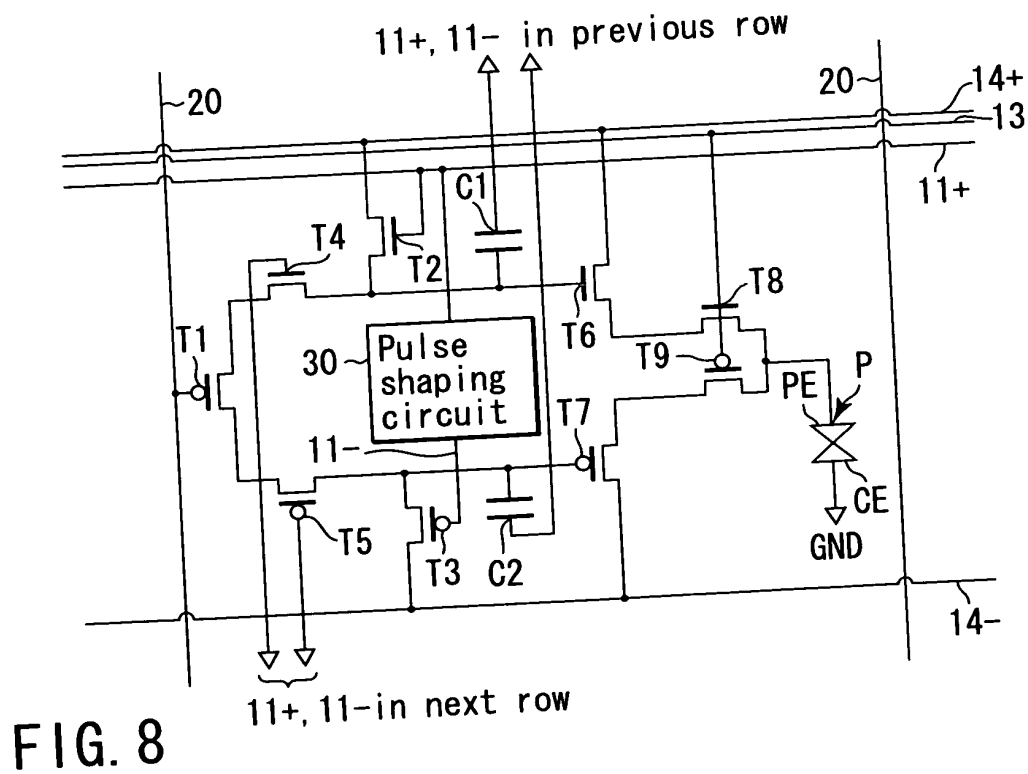 11+, 11- in previous row
20
20
14+
13
11+
C1
T4
T2
T8
T6
T1
30
Pulse
shaping
circuit
T9
PE
P
T7
11-
CE
T5
T3
C2
GND
14-
11+, 11-in next row
FIG. 8